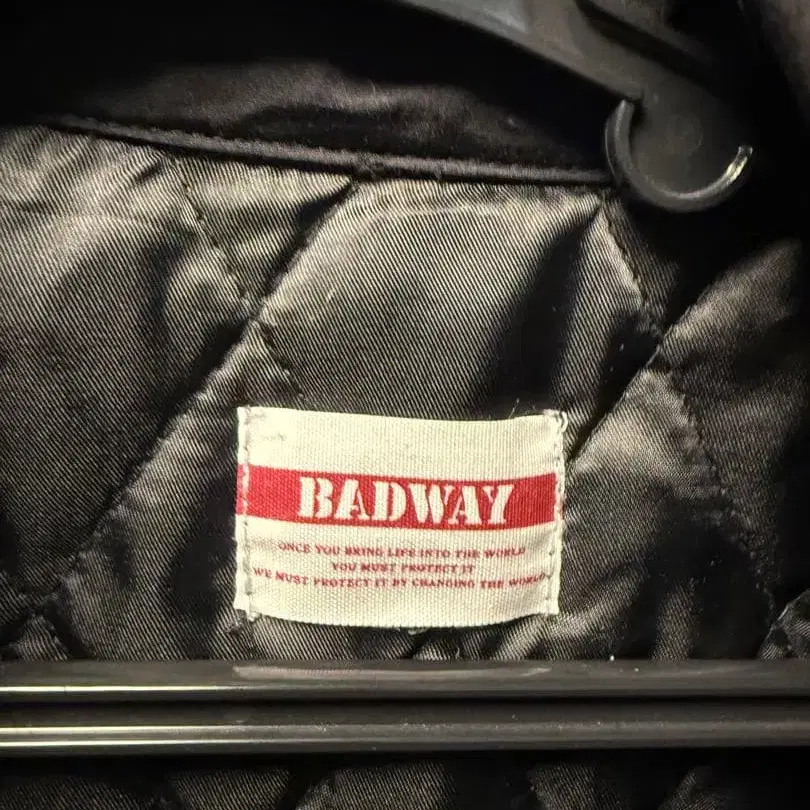 BADWAY
ONCE YOU BRING LIFE INTO THE WORLD
YOU MUST PROTECT IT
WE MUST PROTECT IT BY CHANGING THE WORLD